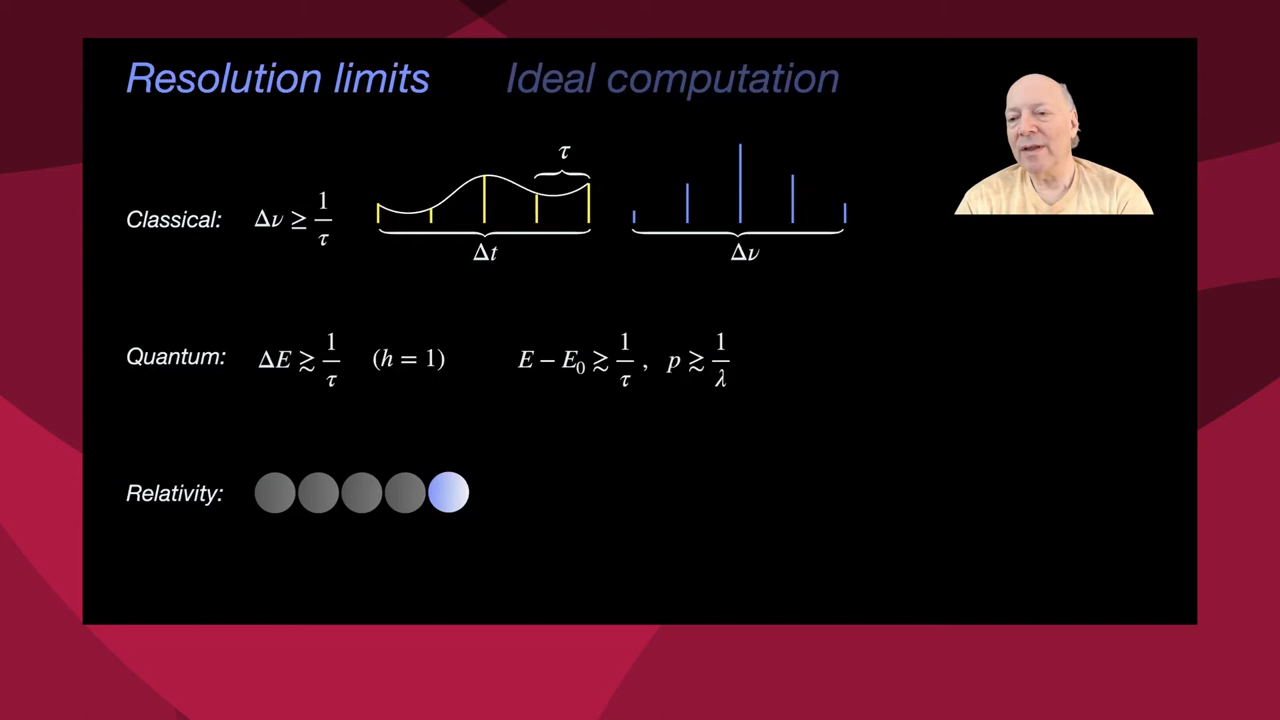 Resolution limits Ideal computation
τ
Classical: Δν ≥ 1/τ
Δt Δν
Quantum: ΔE ≳ 1/τ (h = 1) E − E₀ ≳ 1/τ , p ≳ 1/λ
Relativity: